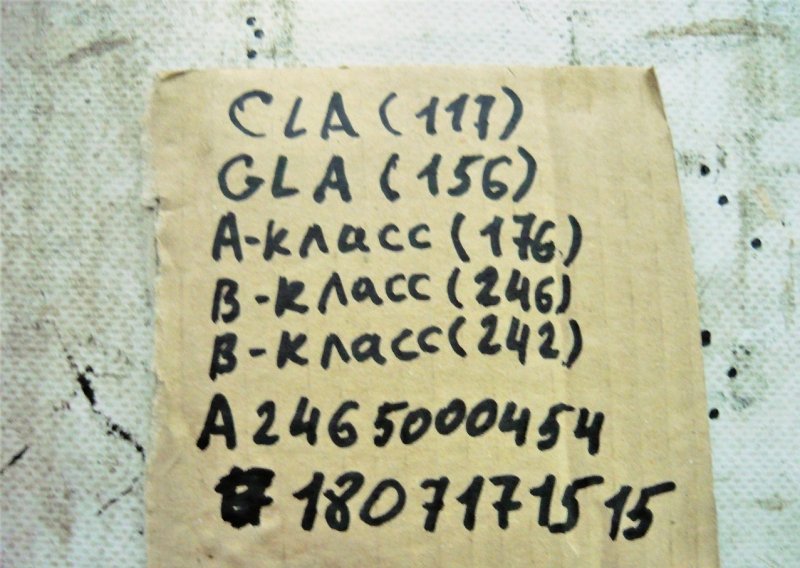 CLA (117)
GLA (156)
A-класс (176)
B-класс (246)
B-класс (242)
A2465000454
1807171515